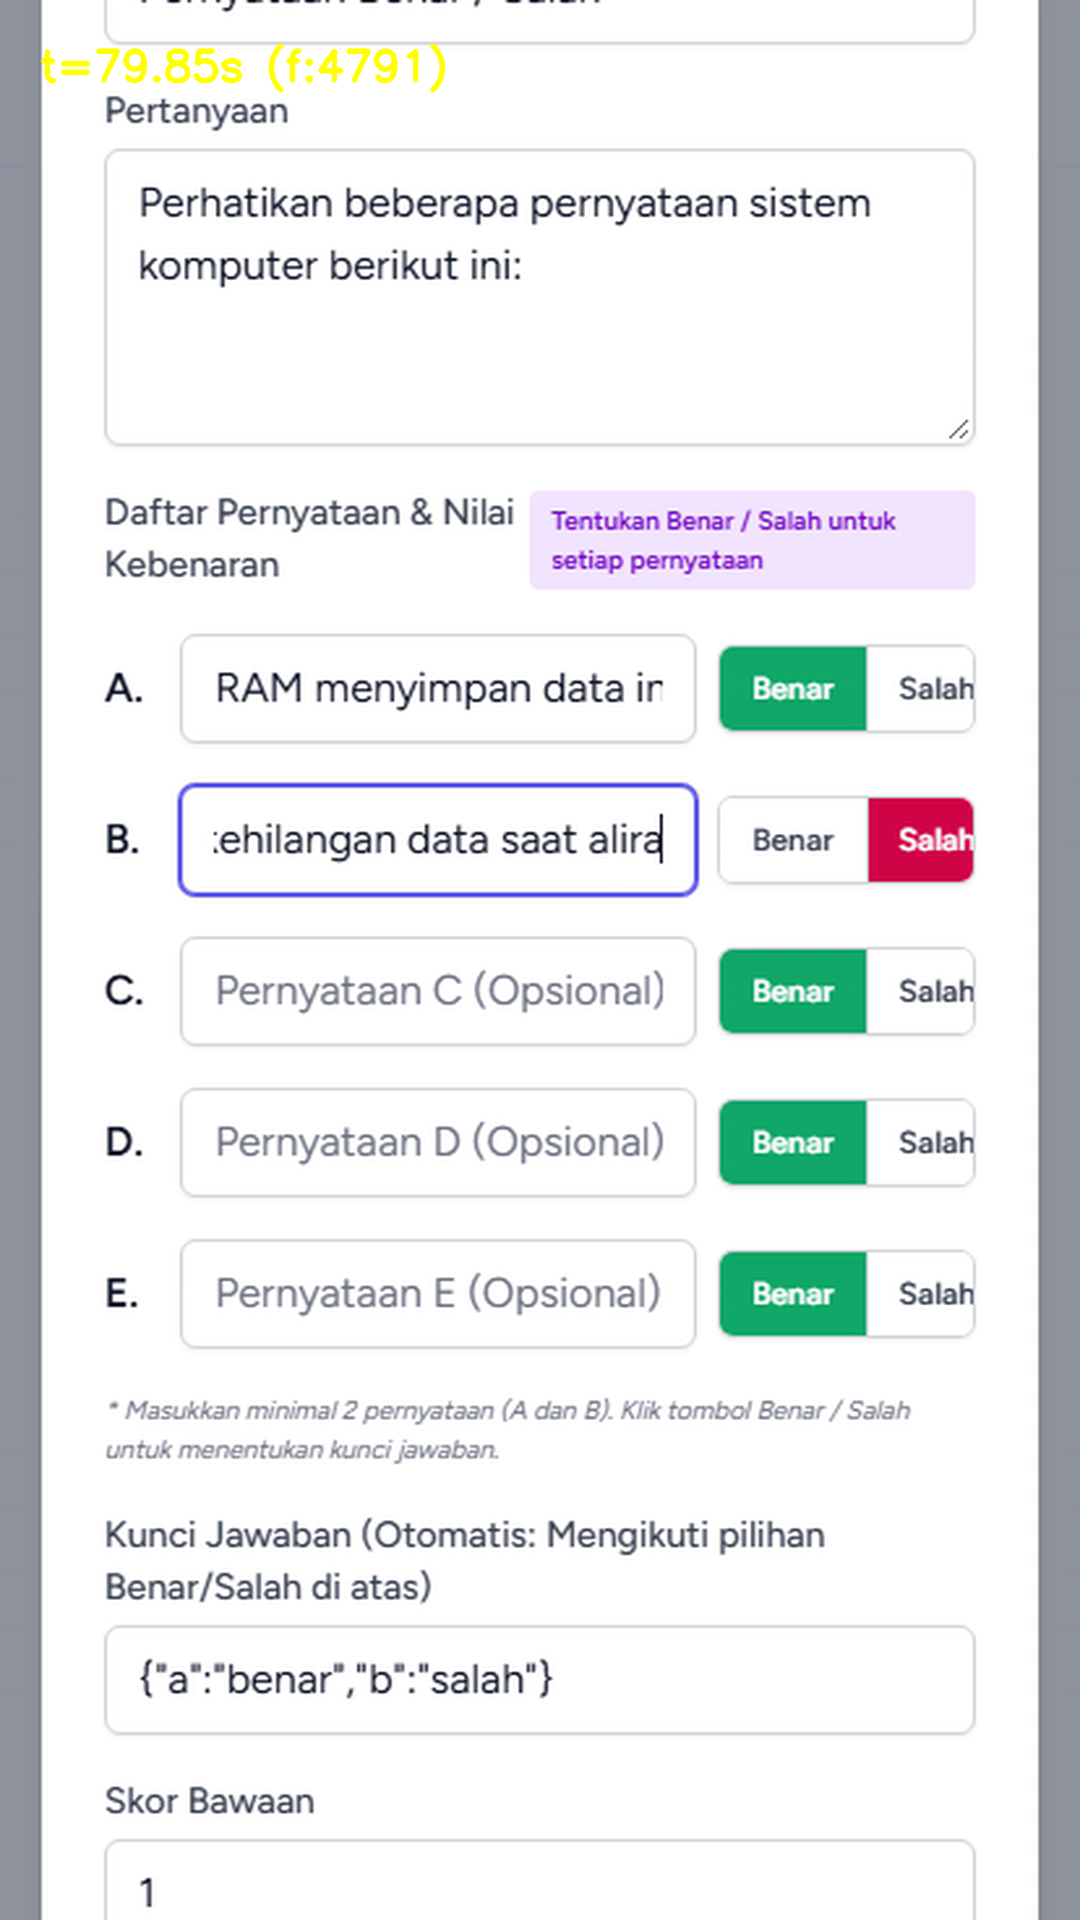 t=79.85s (f:4791)
Pertanyaan
Perhatikan beberapa pernyataan sistem
komputer berikut ini:
Daftar Pernyataan & Nilai
Kebenaran
Tentukan Benar / Salah untuk
setiap pernyataan
A. RAM menyimpan data in Benar Salah
B. kehilangan data saat alira Benar Salah
C. Pernyataan C (Opsional) Benar Salah
D. Pernyataan D (Opsional) Benar Salah
E. Pernyataan E (Opsional) Benar Salah
* Masukkan minimal 2 pernyataan (A dan B). Klik tombol Benar / Salah
untuk menentukan kunci jawaban.
Kunci Jawaban (Otomatis: Mengikuti pilihan
Benar/Salah di atas)
{"a":"benar","b":"salah"}
Skor Bawaan
1